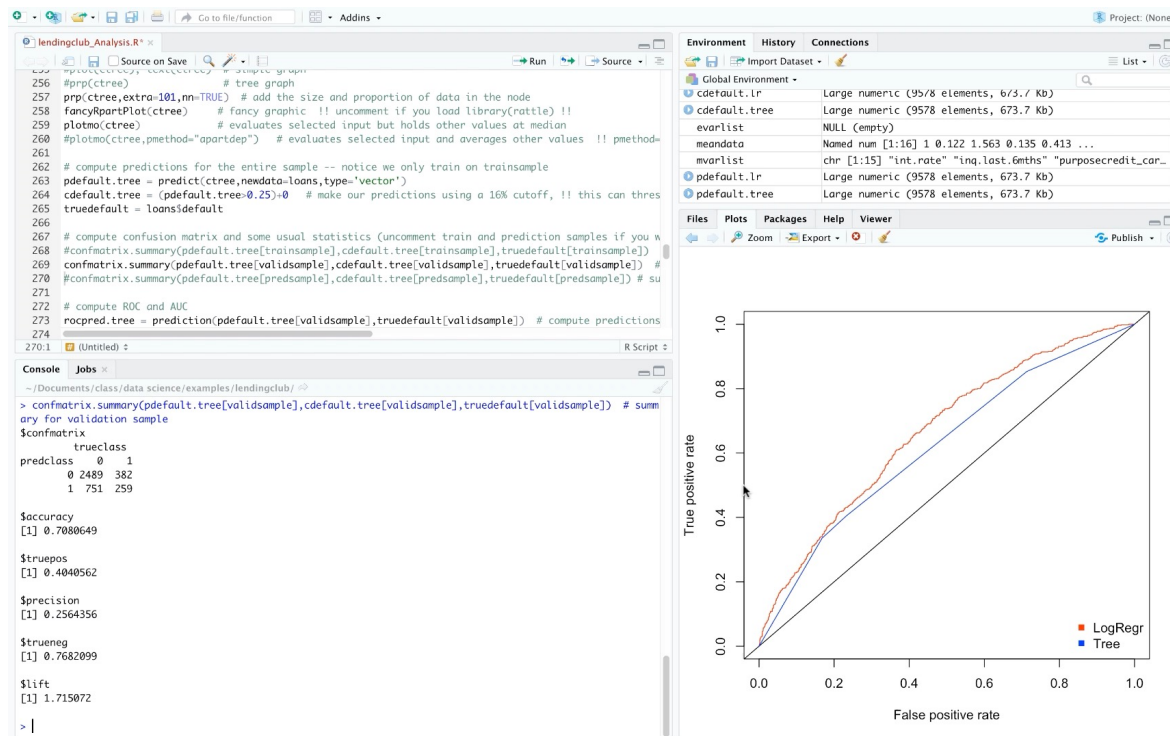 Go to file/function
Addins
Project: (None
lendingclub_Analysis.R*
Source on Save
Run
Source
256 #prp(ctree) # tree graph
257 prp(ctree,extra=101,nn=TRUE) # add the size and proportion of data in the node
258 fancyRpartPlot(ctree) # fancy graphic !! uncomment if you load library(rattle) !!
259 plotmo(ctree) # evaluates selected input but holds other values at median
260 #plotmo(ctree,pmethod="apartdep") # evaluates selected input and averages other values !! pmethod=
261
262 # compute predictions for the entire sample -- notice we only train on trainsample
263 pdefault.tree = predict(ctree,newdata=loans,type='vector')
264 cdefault.tree = (pdefault.tree>0.25)+0 # make our predictions using a 16% cutoff, !! this can thres
265 truedefault = loans$default
266
267 # compute confusion matrix and some usual statistics (uncomment train and prediction samples if you w
268 #confmatrix.summary(pdefault.tree[trainsample],cdefault.tree[trainsample],truedefault[trainsample])
269 confmatrix.summary(pdefault.tree[validsample],cdefault.tree[validsample],truedefault[validsample]) #
270 #confmatrix.summary(pdefault.tree[predsample],cdefault.tree[predsample],truedefault[predsample]) # su
271
272 # compute ROC and AUC
273 rocpred.tree = prediction(pdefault.tree[validsample],truedefault[validsample]) # compute predictions
274
270:1 (Untitled) R Script
Console Jobs
~/Documents/class/data science/examples/lendingclub/
> confmatrix.summary(pdefault.tree[validsample],cdefault.tree[validsample],truedefault[validsample]) # summ
ary for validation sample
$confmatrix
trueclass
predclass 0 1
0 2489 382
1 751 259
$accuracy
[1] 0.7080649
$truepos
[1] 0.4040562
$precision
[1] 0.2564356
$trueneg
[1] 0.7682099
$lift
[1] 1.715072
>
Environment History Connections
Import Dataset
List
Global Environment
cdefault.lr Large numeric (9578 elements, 673.7 Kb)
cdefault.tree Large numeric (9578 elements, 673.7 Kb)
evarlist NULL (empty)
meandata Named num [1:16] 1 0.122 1.563 0.135 0.413 ...
mvarlist chr [1:15] "int.rate" "inq.last.6mths" "purposecredit_car…
pdefault.lr Large numeric (9578 elements, 673.7 Kb)
pdefault.tree Large numeric (9578 elements, 673.7 Kb)
Files Plots Packages Help Viewer
Zoom Export Publish
True positive rate
1.0
0.8
0.6
0.4
0.2
0.0
LogRegr
Tree
0.0 0.2 0.4 0.6 0.8 1.0
False positive rate